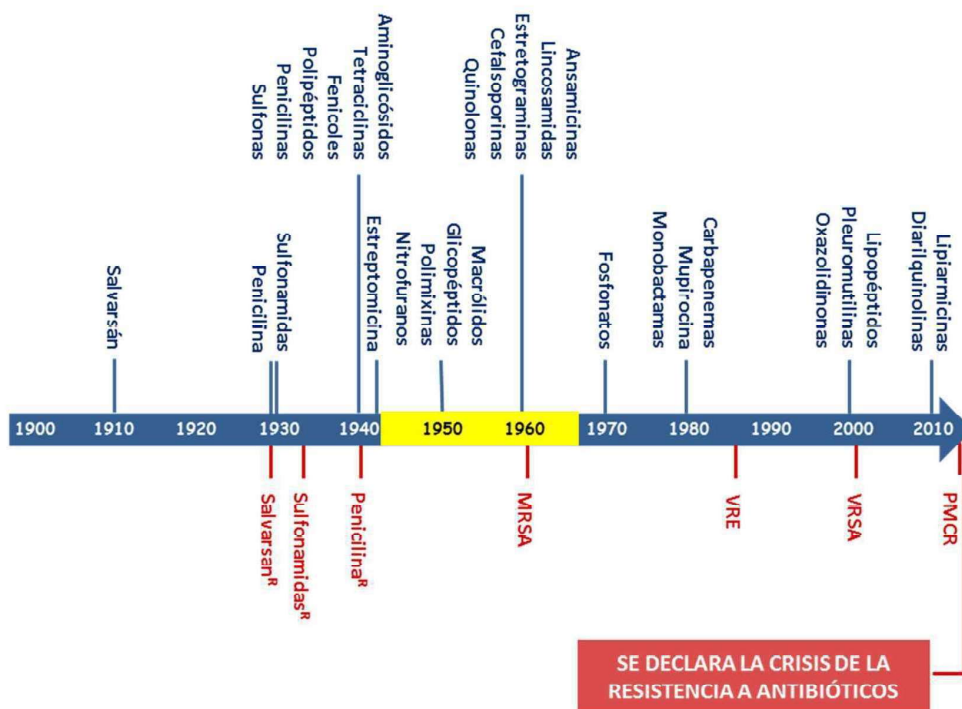 Aminoglicósidos
Tetraciclinas
Fenicoles
Polipéptidos
Penicilinas
Sulfonas
Ansamicinas
Lincosamidas
Estretograminas
Cefalsoporinas
Quinolonas
Salvarsán
Sulfonamidas
Penicilina
Estreptomicina
Macrólidos
Glicopéptidos
Polimixinas
Nitrofuranos
Fosfonatos
Carbapenemas
Mupirocina
Monobactamas
Lipopéptidos
Pleuromutilinas
Oxazolidinonas
Lipiarmicinas
Diarilquinolinas
1900 1910 1920 1930 1940 1950 1960 1970 1980 1990 2000 2010
Salvarsanᴿ
Sulfonamidasᴿ
Penicilinaᴿ
MRSA
VRE
VRSA
PMCR
SE DECLARA LA CRISIS DE LA
RESISTENCIA A ANTIBIÓTICOS